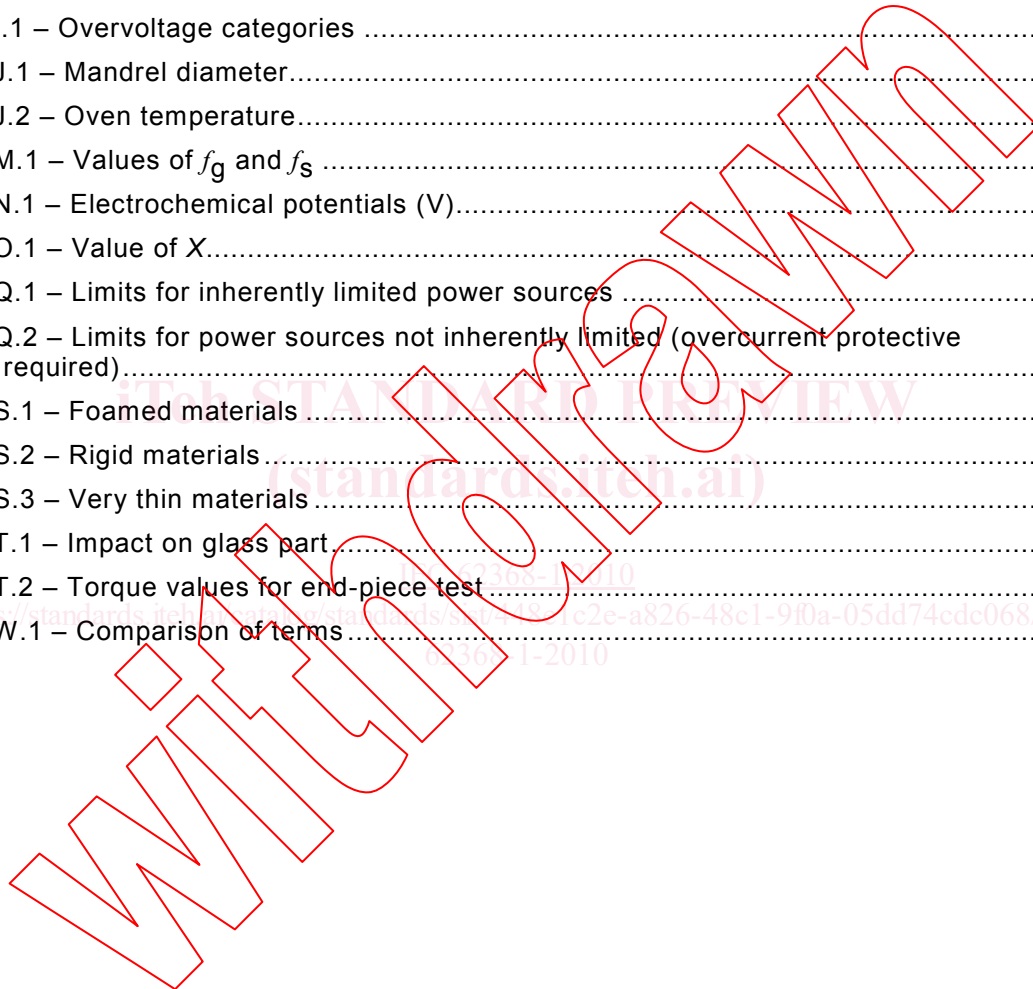 .1 – Overvoltage categories ................................................................................
J.1 – Mandrel diameter................................................................................
J.2 – Oven temperature................................................................................
M.1 – Values of fg and fs ................................................................................
N.1 – Electrochemical potentials (V)................................................................................
O.1 – Value of X................................................................................
Q.1 – Limits for inherently limited power sources ................................................................................
Q.2 – Limits for power sources not inherently limited (overcurrent protective
required)................................................................................
iTeh STANDARD PREVIEW
S.1 – Foamed materials ................................................................................
S.2 – Rigid materials ................................................................................
(standards.iteh.ai)
S.3 – Very thin materials ................................................................................
T.1 – Impact on glass part................................................................................
IEC 62368-1:2010
T.2 – Torque values for end-piece test................................................................................
W.1 – Comparison of terms................................................................................
62368-1-2010
withdrawn